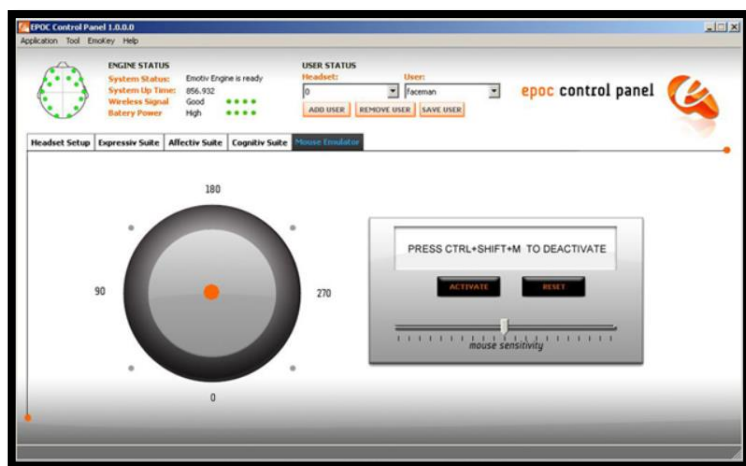 EPOC Control Panel 1.0.0.0
Application Tool EmoKey Help
ENGINE STATUS
System Status: Emotiv Engine is ready
System Up Time: 856.932
Wireless Signal Good
Batery Power High
USER STATUS
Headset: User:
0 faceman
ADD USER REMOVE USER SAVE USER
epoc control panel
Headset Setup Expressiv Suite Affectiv Suite Cognitiv Suite Mouse Emulator
180
90
270
0
PRESS CTRL+SHIFT+M TO DEACTIVATE
ACTIVATE RESET
mouse sensitivity